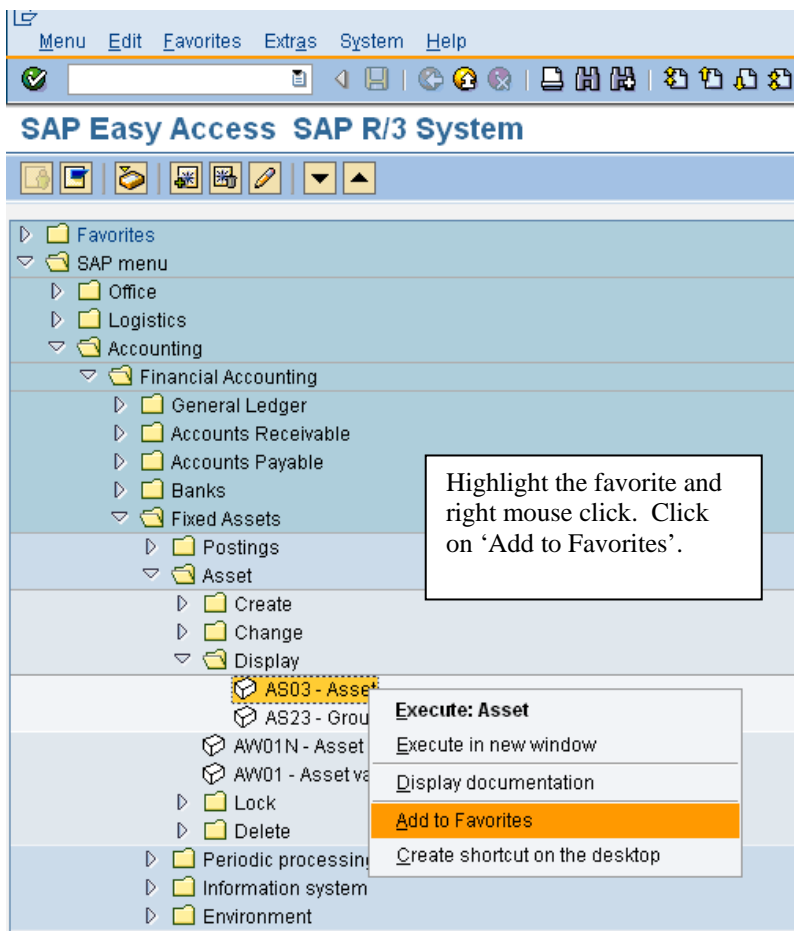 Menu Edit Favorites Extras System Help
SAP Easy Access SAP R/3 System
Favorites
SAP menu
Office
Logistics
Accounting
Financial Accounting
General Ledger
Accounts Receivable
Accounts Payable
Banks
Fixed Assets
Postings
Asset
Create
Change
Display
AS03 - Asset
AS23 - Grou
AW01N - Asset
AW01 - Asset va
Lock
Delete
Periodic processing
Information system
Environment
Highlight the favorite and
right mouse click. Click
on ‘Add to Favorites’.
Execute: Asset
Execute in new window
Display documentation
Add to Favorites
Create shortcut on the desktop